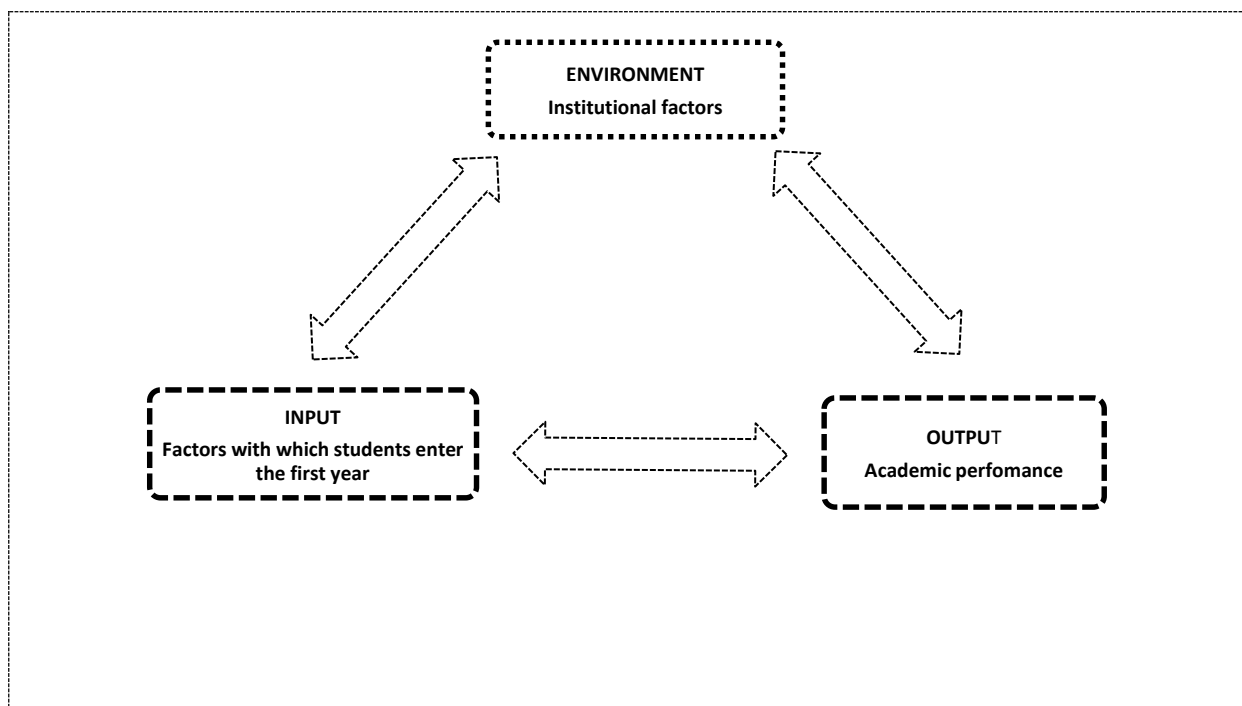 ENVIRONMENT
Institutional factors
INPUT
Factors with which students enter
the first year
OUTPUT
Academic perfomance